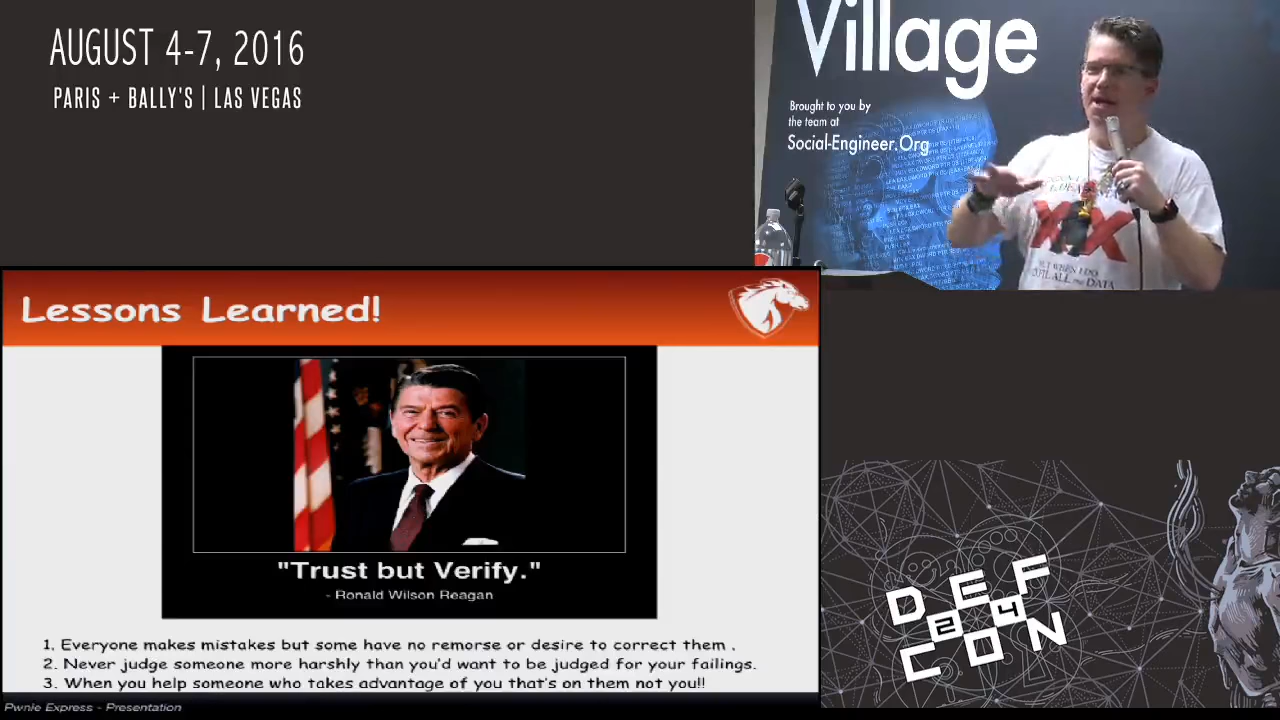 AUGUST 4-7, 2016
PARIS + BALLY'S | LAS VEGAS
Village
Brought to you by
the team at
Social-Engineer.Org
XX
ALL DATA
Lessons Learned!
"Trust but Verify."
- Ronald Wilson Reagan
1. Everyone makes mistakes but some have no remorse or desire to correct them .
2. Never judge someone more harshly than you'd want to be judged for your failings.
3. When you help someone who takes advantage of you that's on them not you!!
Pwnie Express - Presentation
DEF
24
CON